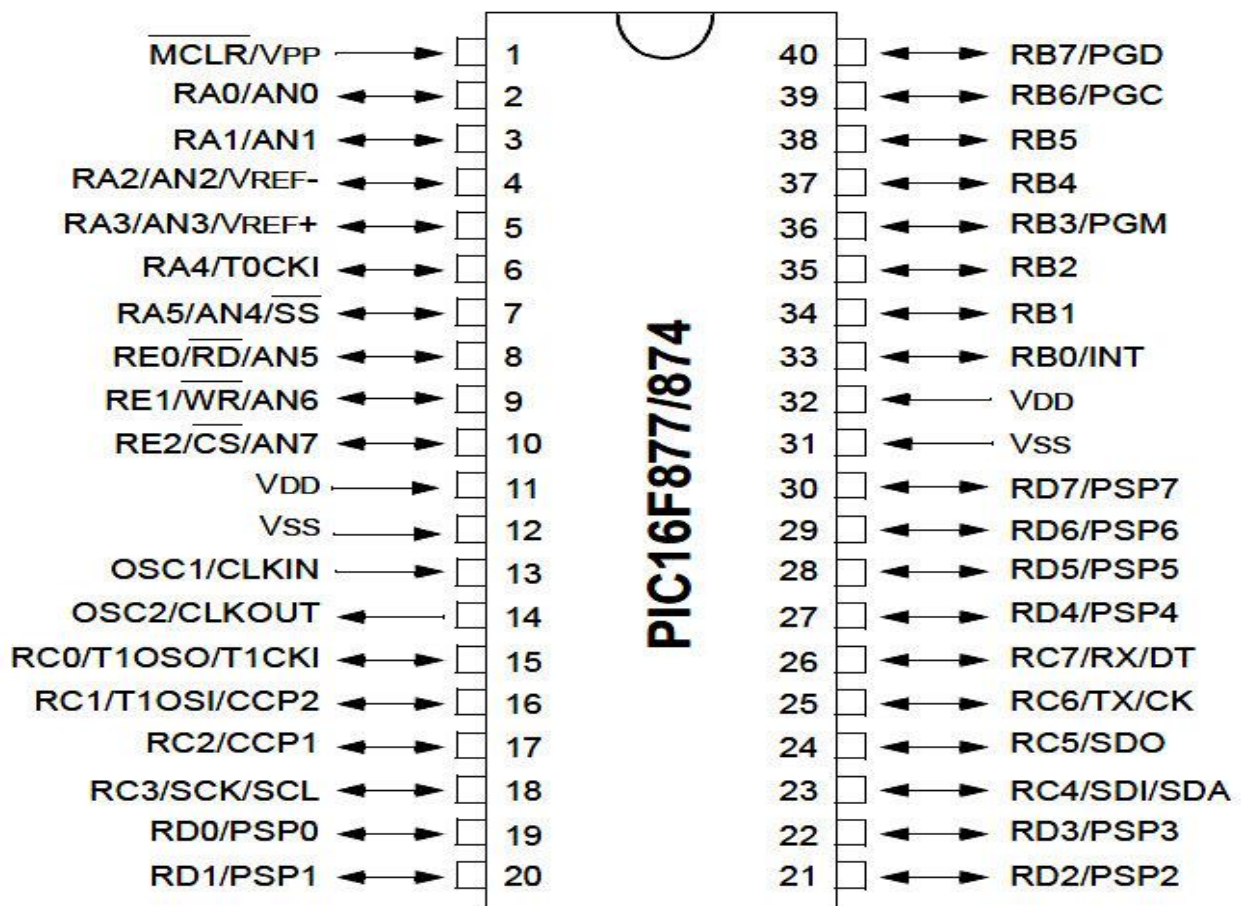 MCLR/VPP 1 40 RB7/PGD
RA0/AN0 2 39 RB6/PGC
RA1/AN1 3 38 RB5
RA2/AN2/VREF- 4 37 RB4
RA3/AN3/VREF+ 5 36 RB3/PGM
RA4/T0CKI 6 35 RB2
RA5/AN4/SS 7 34 RB1
RE0/RD/AN5 8 33 RB0/INT
RE1/WR/AN6 9 32 VDD
RE2/CS/AN7 10 31 VSS
VDD 11 30 RD7/PSP7
VSS 12 29 RD6/PSP6
OSC1/CLKIN 13 28 RD5/PSP5
OSC2/CLKOUT 14 27 RD4/PSP4
RC0/T1OSO/T1CKI 15 26 RC7/RX/DT
RC1/T1OSI/CCP2 16 25 RC6/TX/CK
RC2/CCP1 17 24 RC5/SDO
RC3/SCK/SCL 18 23 RC4/SDI/SDA
RD0/PSP0 19 22 RD3/PSP3
RD1/PSP1 20 21 RD2/PSP2
PIC16F877/874